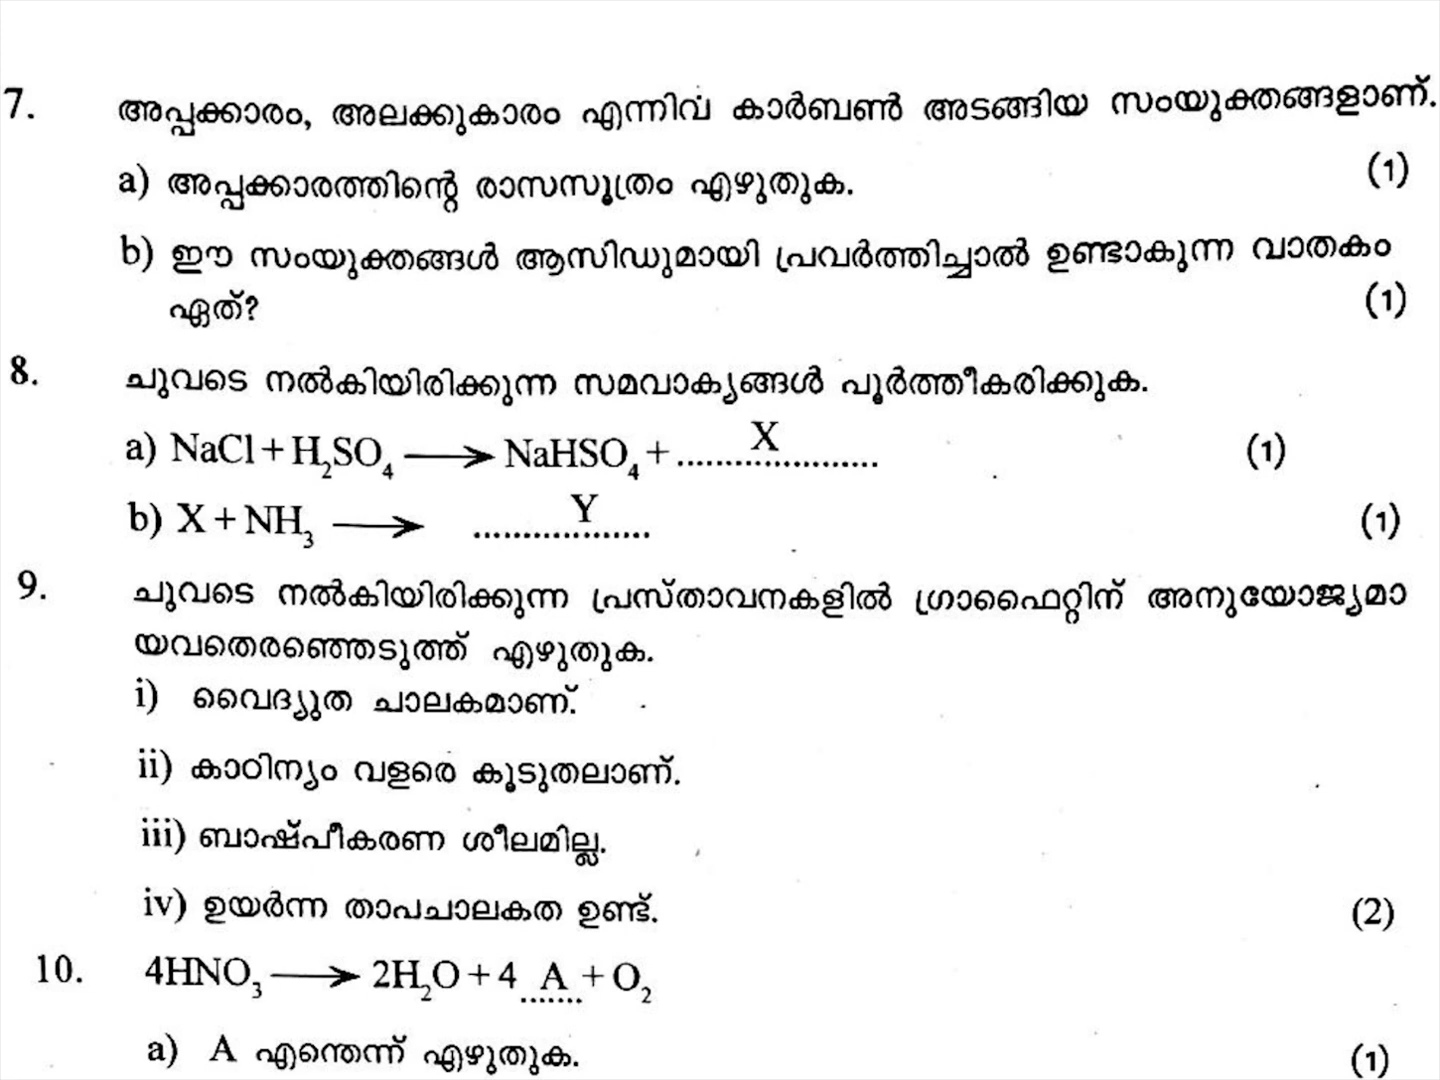 7. അപ്പക്കാരം, അലക്കുകാരം എന്നിവ കാർബൺ അടങ്ങിയ സംയുക്തങ്ങളാണ്.
a) അപ്പക്കാരത്തിന്റെ രാസസൂത്രം എഴുതുക. (1)
b) ഈ സംയുക്തങ്ങൾ ആസിഡുമായി പ്രവർത്തിച്ചാൽ ഉണ്ടാകുന്ന വാതകം
ഏത്? (1)
8. ചുവടെ നൽകിയിരിക്കുന്ന സമവാക്യങ്ങൾ പൂർത്തീകരിക്കുക.
a) NaCl + H₂SO₄ ⟶ NaHSO₄ + ..........X.......... (1)
b) X + NH₃ ⟶ .........Y......... (1)
9. ചുവടെ നൽകിയിരിക്കുന്ന പ്രസ്താവനകളിൽ ഗ്രാഫൈറ്റിന് അനുയോജ്യമാ
യവതെരഞ്ഞെടുത്ത് എഴുതുക.
i) വൈദ്യുത ചാലകമാണ്.
ii) കാഠിന്യം വളരെ കൂടുതലാണ്.
iii) ബാഷ്പീകരണ ശീലമില്ല.
iv) ഉയർന്ന താപചാലകത ഉണ്ട്. (2)
10. 4HNO₃ ⟶ 2H₂O + 4 ...A... + O₂
a) A എന്തെന്ന് എഴുതുക. (1)